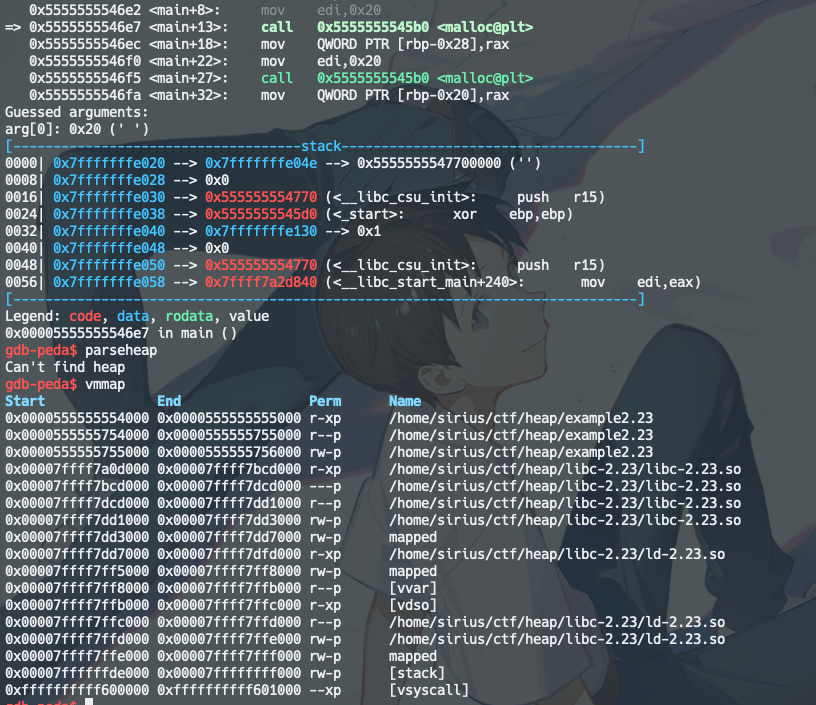 0x5555555546e2 <main+8>:	mov    edi,0x20
=> 0x5555555546e7 <main+13>:	call   0x5555555545b0 <malloc@plt>
   0x5555555546ec <main+18>:	mov    QWORD PTR [rbp-0x28],rax
   0x5555555546f0 <main+22>:	mov    edi,0x20
   0x5555555546f5 <main+27>:	call   0x5555555545b0 <malloc@plt>
   0x5555555546fa <main+32>:	mov    QWORD PTR [rbp-0x20],rax
Guessed arguments:
arg[0]: 0x20 (' ')
[------------------------------------stack-------------------------------------]
0000| 0x7fffffffe020 --> 0x7fffffffe04e --> 0x5555555547700000 ('')
0008| 0x7fffffffe028 --> 0x0
0016| 0x7fffffffe030 --> 0x555555554770 (<__libc_csu_init>:	push   r15)
0024| 0x7fffffffe038 --> 0x5555555545d0 (<_start>:	xor    ebp,ebp)
0032| 0x7fffffffe040 --> 0x7fffffffe130 --> 0x1
0040| 0x7fffffffe048 --> 0x0
0048| 0x7fffffffe050 --> 0x555555554770 (<__libc_csu_init>:	push   r15)
0056| 0x7fffffffe058 --> 0x7ffff7a2d840 (<__libc_start_main+240>:	mov    edi,eax)
[------------------------------------------------------------------------------]
Legend: code, data, rodata, value
0x00005555555546e7 in main ()
gdb-peda$ parseheap
Can't find heap
gdb-peda$ vmmap
Start              End                Perm	Name
0x0000555555554000 0x0000555555555000 r-xp	/home/sirius/ctf/heap/example2.23
0x0000555555754000 0x0000555555755000 r--p	/home/sirius/ctf/heap/example2.23
0x0000555555755000 0x0000555555756000 rw-p	/home/sirius/ctf/heap/example2.23
0x00007ffff7a0d000 0x00007ffff7bcd000 r-xp	/home/sirius/ctf/heap/libc-2.23/libc-2.23.so
0x00007ffff7bcd000 0x00007ffff7dcd000 ---p	/home/sirius/ctf/heap/libc-2.23/libc-2.23.so
0x00007ffff7dcd000 0x00007ffff7dd1000 r--p	/home/sirius/ctf/heap/libc-2.23/libc-2.23.so
0x00007ffff7dd1000 0x00007ffff7dd3000 rw-p	/home/sirius/ctf/heap/libc-2.23/libc-2.23.so
0x00007ffff7dd3000 0x00007ffff7dd7000 rw-p	mapped
0x00007ffff7dd7000 0x00007ffff7dfd000 r-xp	/home/sirius/ctf/heap/libc-2.23/ld-2.23.so
0x00007ffff7ff5000 0x00007ffff7ff8000 rw-p	mapped
0x00007ffff7ff8000 0x00007ffff7ffb000 r--p	[vvar]
0x00007ffff7ffb000 0x00007ffff7ffc000 r-xp	[vdso]
0x00007ffff7ffc000 0x00007ffff7ffd000 r--p	/home/sirius/ctf/heap/libc-2.23/ld-2.23.so
0x00007ffff7ffd000 0x00007ffff7ffe000 rw-p	/home/sirius/ctf/heap/libc-2.23/ld-2.23.so
0x00007ffff7ffe000 0x00007ffff7fff000 rw-p	mapped
0x00007ffffffde000 0x00007ffffffff000 rw-p	[stack]
0xffffffffff600000 0xffffffffff601000 --xp	[vsyscall]
gdb-peda$